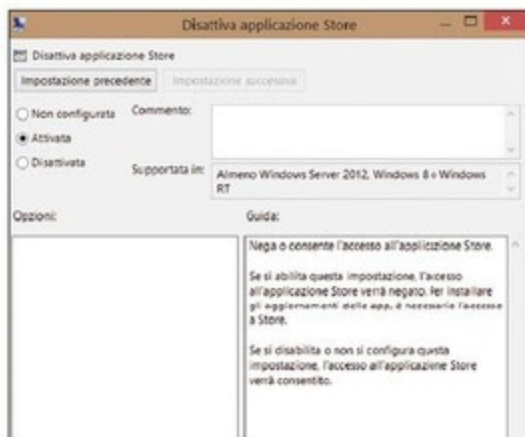 Disattiva applicazione Store
Disattiva applicazione Store
Impostazione precedente
Impostazione successiva
Non configurata
Commento:
Attivata
Disattivata
Supportata in:
Almeno Windows Server 2012, Windows 8 o Windows
RT
Opzioni:
Guida:
Nega o consente l'accesso all'applicazione Store.
Se si abilita questa impostazione, l'accesso
all'applicazione Store verrà negato. Per installare
gli aggiornamenti delle app, è necessario l'accesso
a Store.
Se si disabilita o non si configura questa
impostazione, l'accesso all'applicazione Store
verrà consentito.